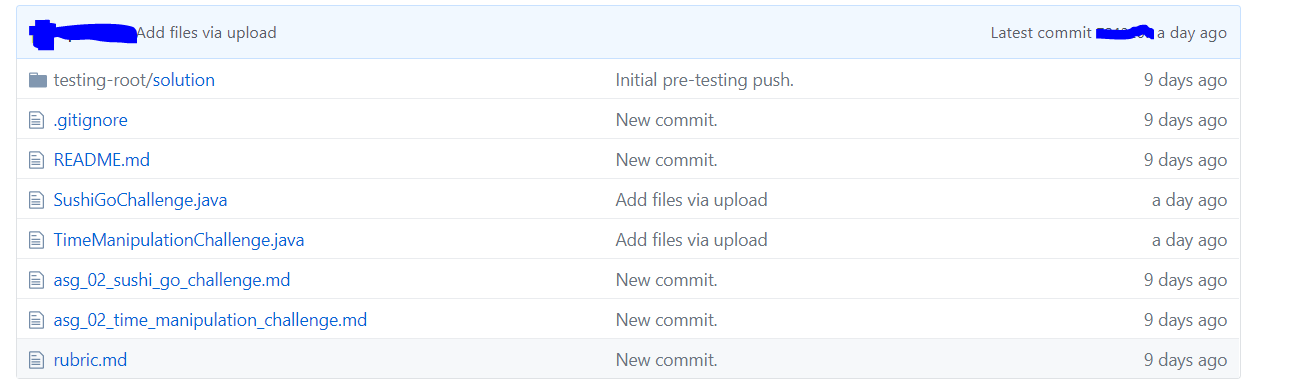 Add files via upload Latest commit a day ago
testing-root/solution Initial pre-testing push. 9 days ago
.gitignore New commit. 9 days ago
README.md New commit. 9 days ago
SushiGoChallenge.java Add files via upload a day ago
TimeManipulationChallenge.java Add files via upload a day ago
asg_02_sushi_go_challenge.md New commit. 9 days ago
asg_02_time_manipulation_challenge.md New commit. 9 days ago
rubric.md New commit. 9 days ago